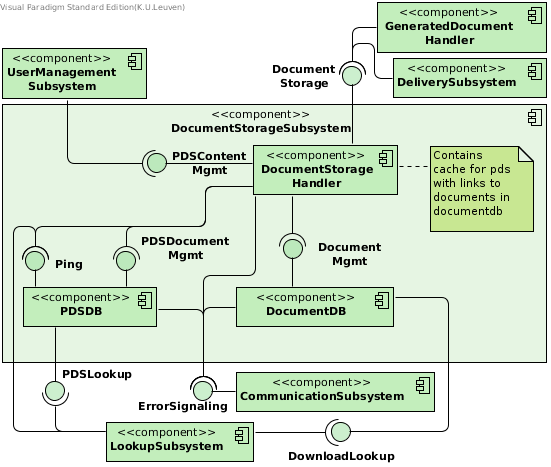 Visual Paradigm Standard Edition(K.U.Leuven)
<<component>>
GeneratedDocument
Handler
<<component>>
UserManagement
Subsystem
Document
Storage
<<component>>
DeliverySubsystem
<<component>>
DocumentStorageSubsystem
PDSContent
Mgmt
<<component>>
DocumentStorage
Handler
Contains
cache for pds
with links to
documents in
documentdb
Ping
PDSDocument
Mgmt
Document
Mgmt
<<component>>
PDSDB
<<component>>
DocumentDB
PDSLookup
ErrorSignaling
<<component>>
CommunicationSubsystem
<<component>>
LookupSubsystem
DownloadLookup